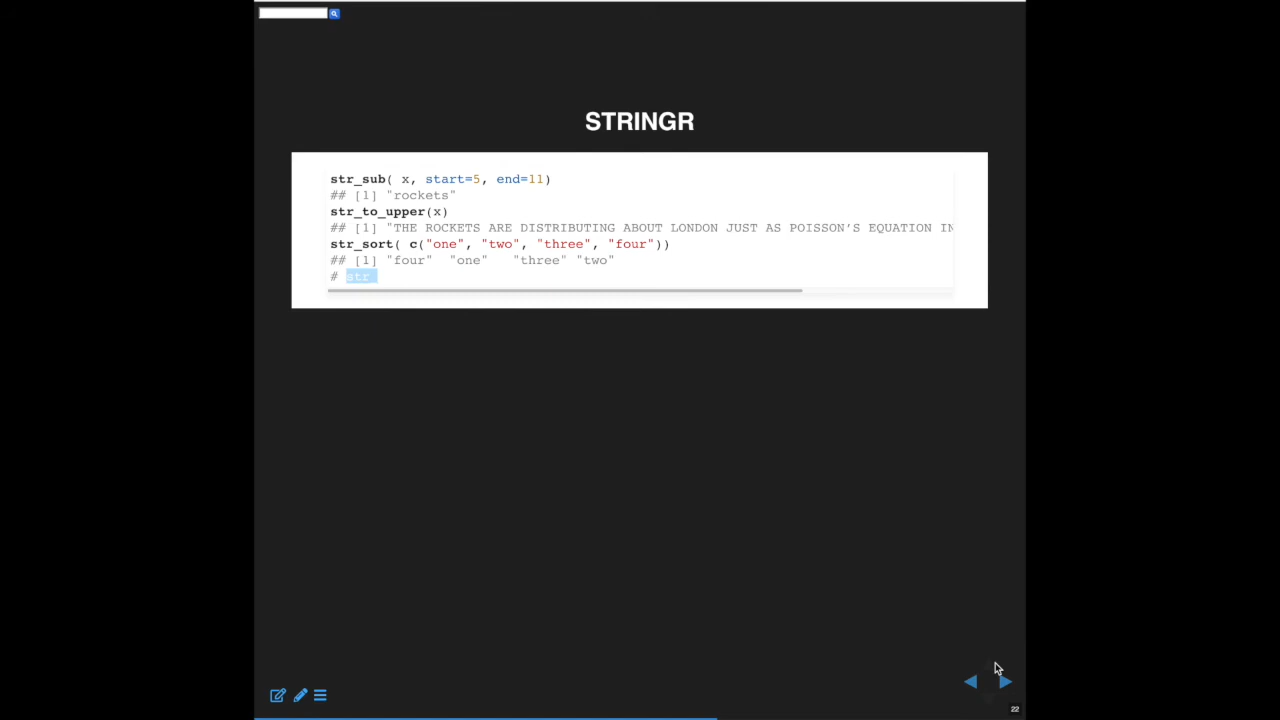 STRINGR
str_sub( x, start=5, end=11)
## [1] "rockets"
str_to_upper(x)
## [1] "THE ROCKETS ARE DISTRIBUTING ABOUT LONDON JUST AS POISSON’S EQUATION IN
str_sort( c("one", "two", "three", "four"))
## [1] "four"  "one"   "three" "two"
# str_
22